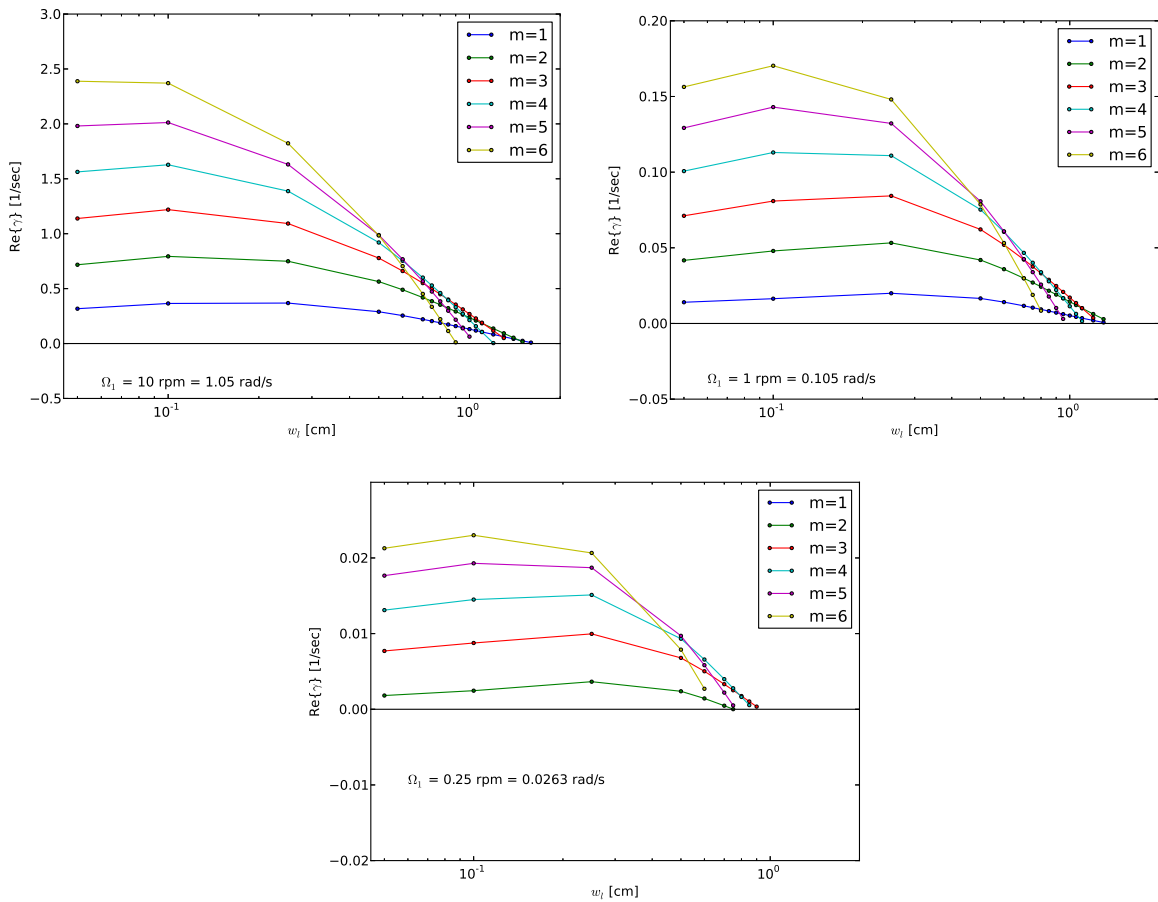 3.0
2.5
2.0
1.5
1.0
0.5
0.0
−0.5
Re{γ} [1/sec]
m=1
m=2
m=3
m=4
m=5
m=6
Ω₁ = 10 rpm = 1.05 rad/s
10⁻¹
10⁰
w_l [cm]
0.20
0.15
0.10
0.05
0.00
−0.05
Re{γ} [1/sec]
m=1
m=2
m=3
m=4
m=5
m=6
Ω₁ = 1 rpm = 0.105 rad/s
10⁻¹
10⁰
w_l [cm]
0.02
0.01
0.00
−0.01
−0.02
Re{γ} [1/sec]
m=1
m=2
m=3
m=4
m=5
m=6
Ω₁ = 0.25 rpm = 0.0263 rad/s
10⁻¹
10⁰
w_l [cm]